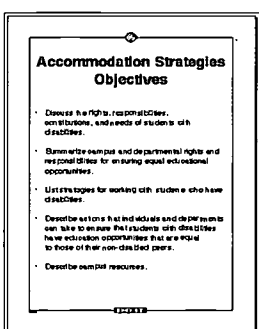 Accommodation Strategies
Objectives
· Discuss the rights, responsibilities,
contributions, and needs of students with
disabilities.
· Summarize campus and departmental rights and
responsibilities for ensuring equal educational
opportunities.
· List strategies for working with students who have
disabilities.
· Describe actions that individuals and departments
can take to ensure that students with disabilities
have education opportunities that are equal
to those of their non-disabled peers.
· Describe campus resources.